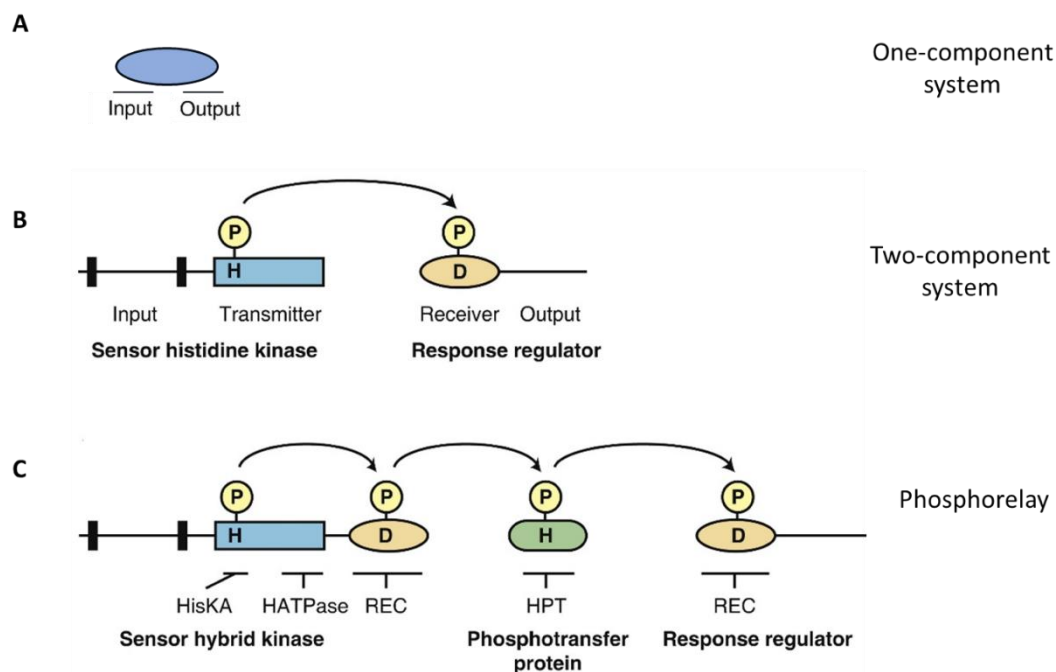 A
One-component
system
Input Output
B
P P
H D
Two-component
system
Input Transmitter Receiver Output
Sensor histidine kinase Response regulator
C
P P P P
Phosphorelay
H D H D
HisKA HATPase REC HPT REC
Sensor hybrid kinase Phosphotransfer Response regulator
protein